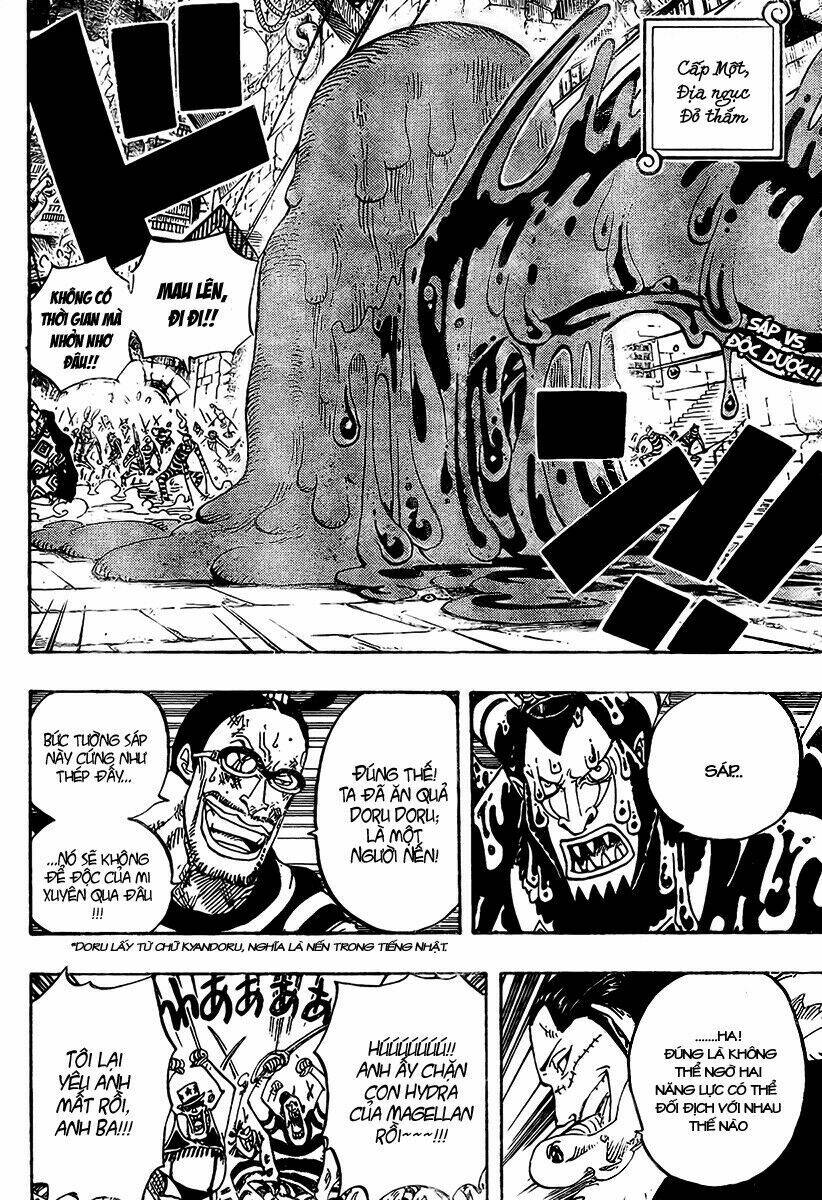 Cấp Một,
Địa ngục
Đỏ thắm
MAU LÊN,
ĐI ĐI!!
KHÔNG CÓ
THỜI GIAN MÀ
NHỞN NHƠ
ĐÂU!!
SÁP VS.
ĐỘC DƯỢC!!
SÁP...
ĐÚNG THẾ!
TA ĐÃ ĂN QUẢ
DORU DORU;
LÀ MỘT
NGƯỜI NẾN!
BỨC TƯỜNG SÁP
NÀY CỨNG NHƯ
THÉP ĐẤY...
...NÓ SẼ KHÔNG
ĐỂ ĐỘC CỦA MI
XUYÊN QUA ĐÂU
!!!
*DORU LẤY TỪ CHỮ KYANDORU, NGHĨA LÀ NẾN TRONG TIẾNG NHẬT.
.......HA!
ĐÚNG LÀ KHÔNG
THỂ NGỜ HAI
NĂNG LỰC CÓ THỂ
ĐỐI ĐỊCH VỚI NHAU
THẾ NÀO
HÚÚÚÚÚÚÚ!!
ANH ẤY CHẶN
CON HYDRA
CỦA MAGELLAN
RỒI~~~!!!
TÔI LẠI
YÊU ANH
MẤT RỒI,
ANH BA!!!